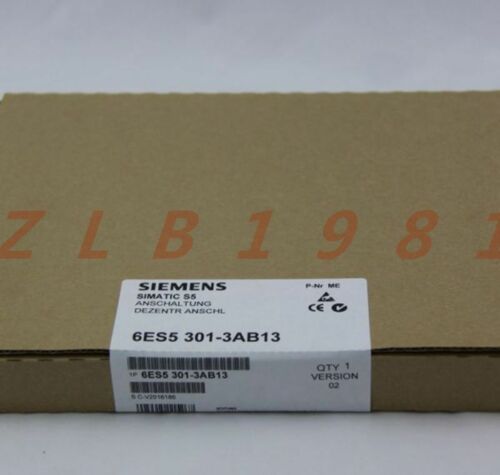 ZLB1981
SIEMENS
P-Nr ME
SIMATIC S5
ANSCHALTUNG
DEZENTR ANSCHL
6ES5 301-3AB13
1P 6ES5 301-3AB13
QTY 1
VERSION
02
S C-V2016186